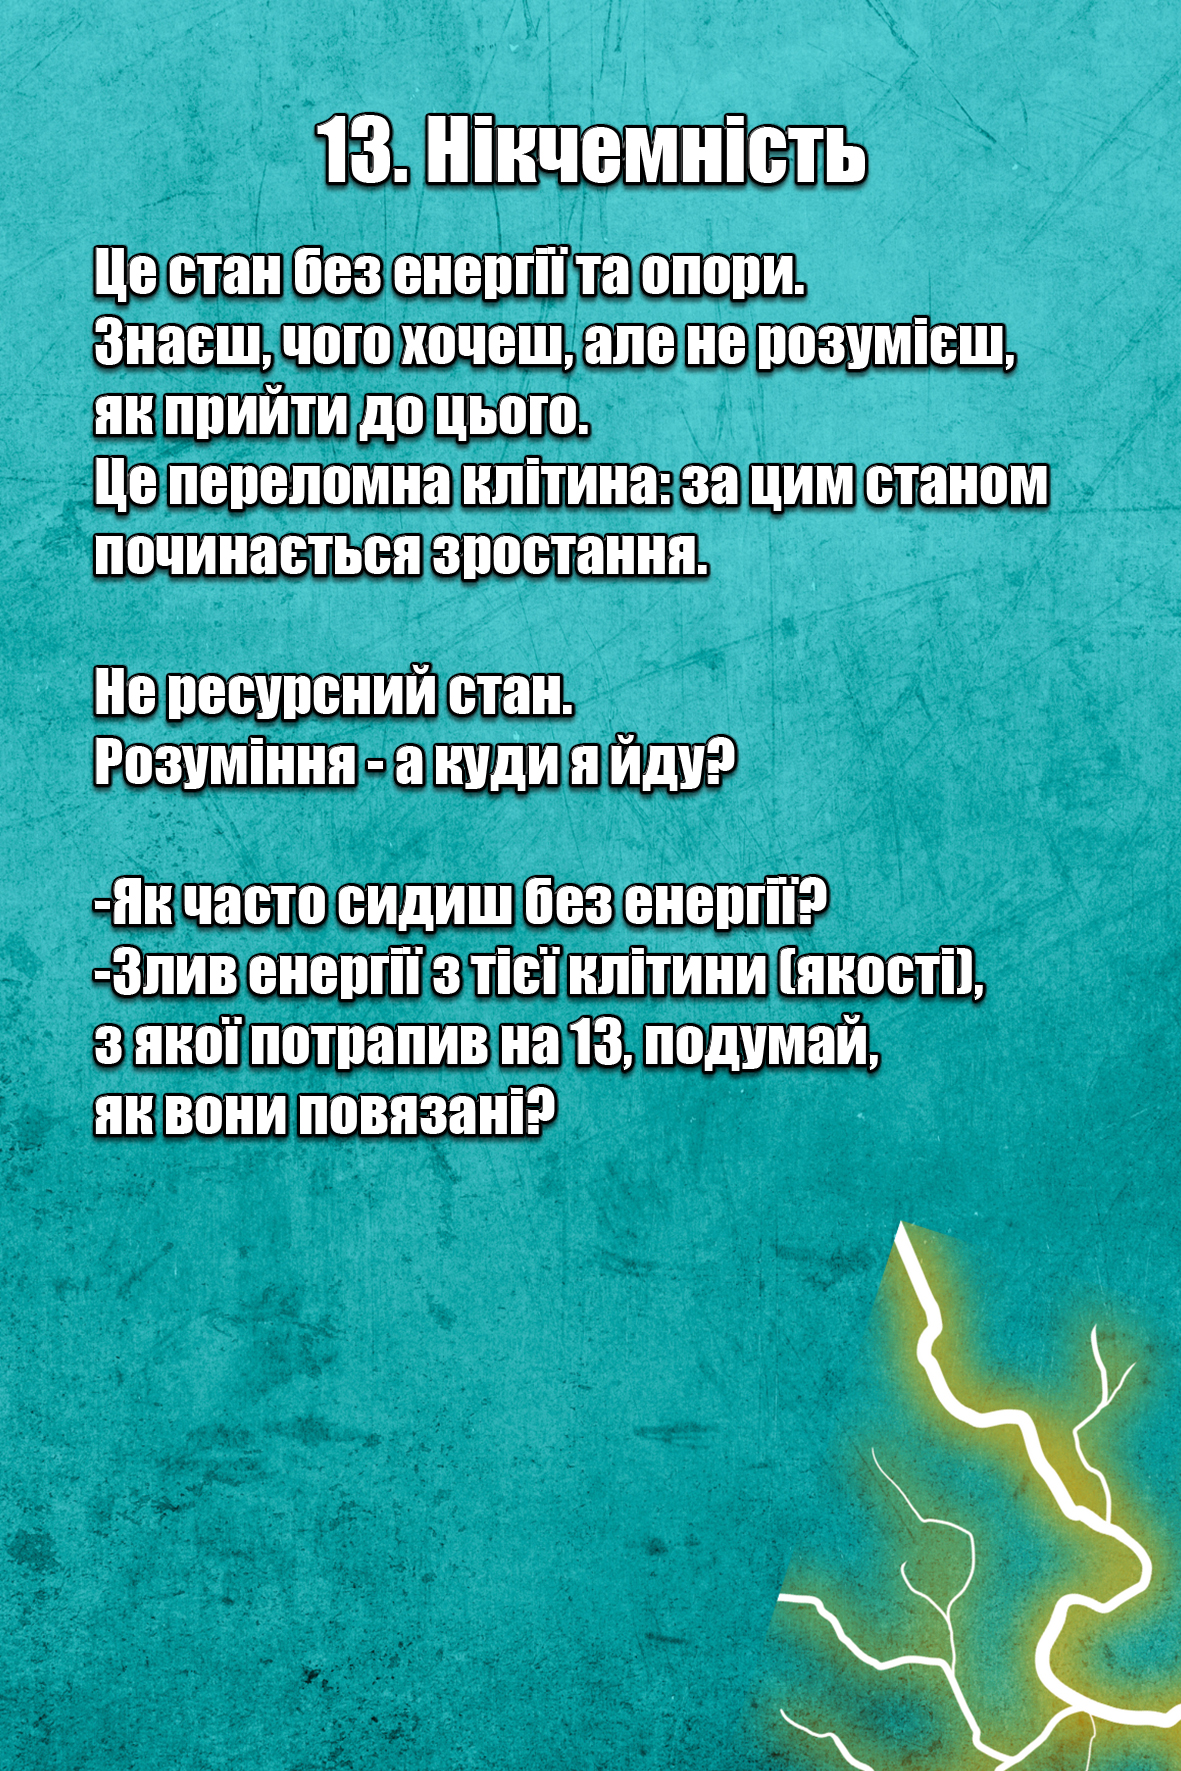 13. Нікчемність
Це стан без енергії та опори.
Знаєш, чого хочеш, але не розумієш,
як прийти до цього.
Це переломна клітина: за цим станом
починається зростання.
Не ресурсний стан.
Розуміння - а куди я йду?
-Як часто сидиш без енергії?
-Злив енергії з тієї клітини (якості),
з якої потрапив на 13, подумай,
як вони повязані?